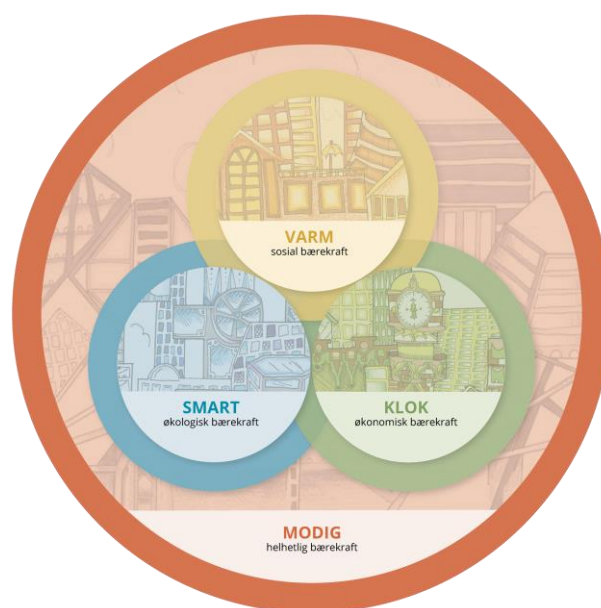 VARM
sosial bærekraft
SMART
økologisk bærekraft
KLOK
økonomisk bærekraft
MODIG
helhetlig bærekraft